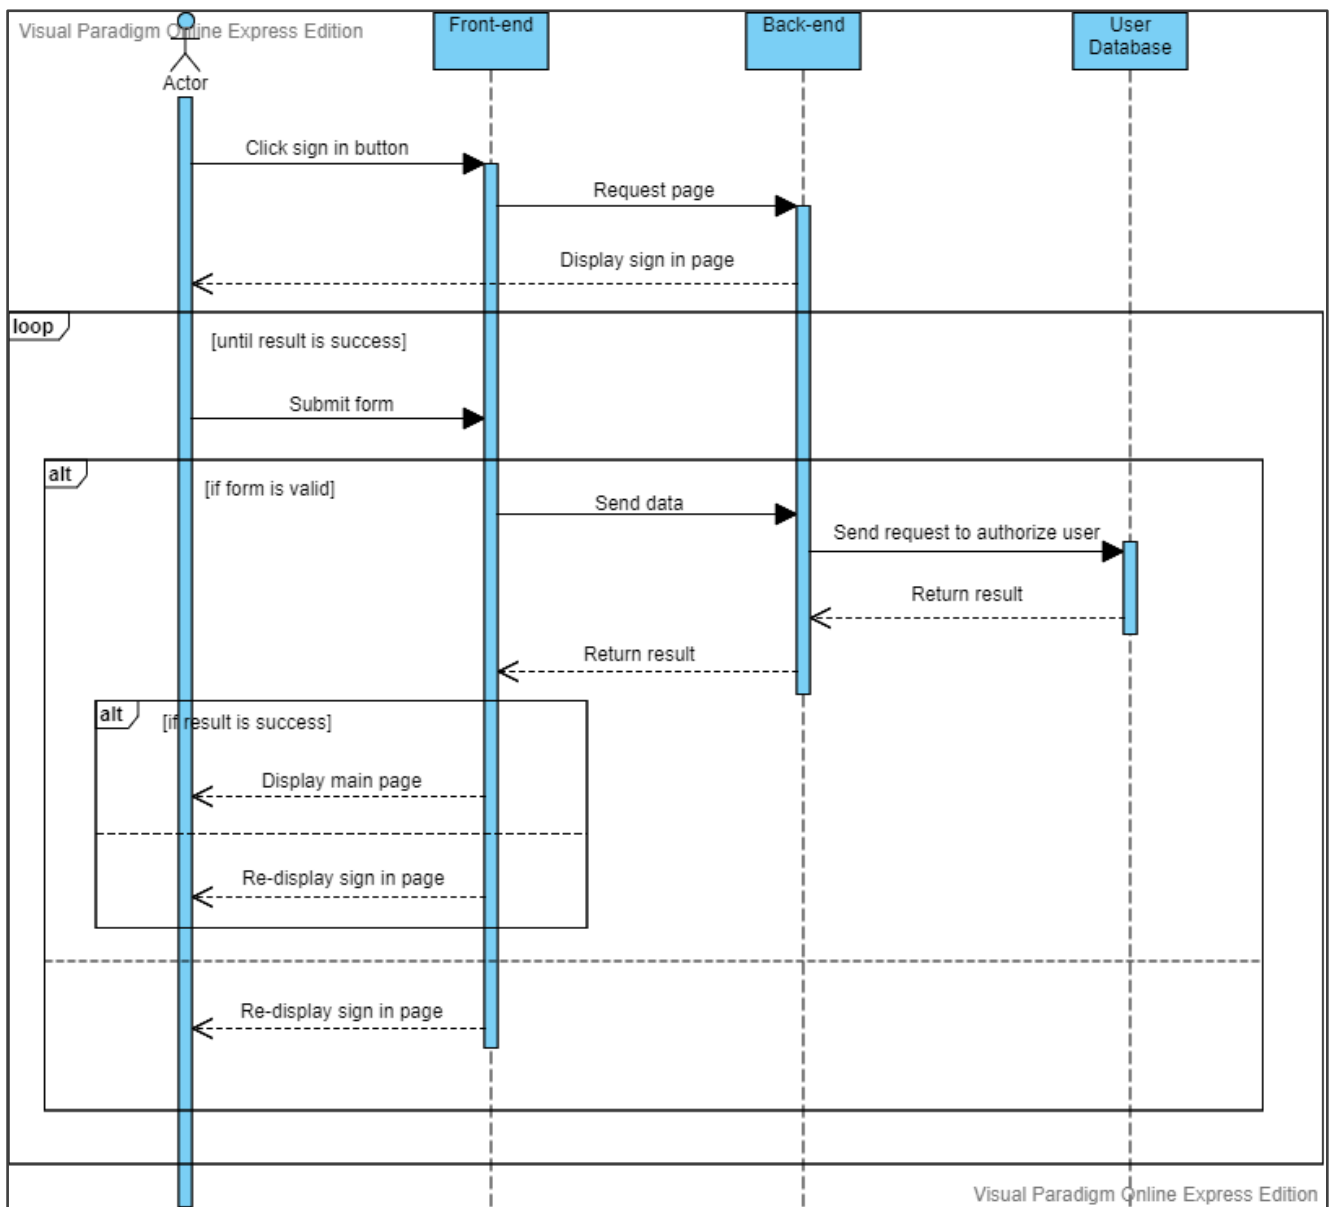 Visual Paradigm Online Express Edition
Actor
Front-end
Back-end
User
Database
Click sign in button
Request page
Display sign in page
loop
[until result is success]
Submit form
alt
[if form is valid]
Send data
Send request to authorize user
Return result
Return result
alt
[if result is success]
Display main page
Re-display sign in page
Re-display sign in page
Visual Paradigm Online Express Edition